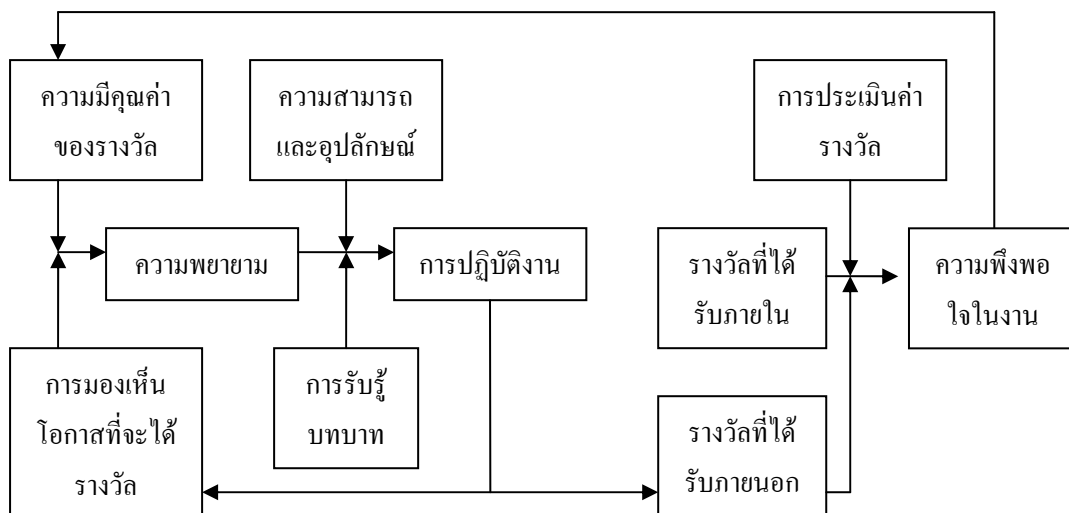 ความมีคุณค่า
ของรางวัล
ความสามารถ
และอุปลักษณ์
การประเมินค่า
รางวัล
ความพยายาม
การปฏิบัติงาน
รางวัลที่ได้
รับภายใน
ความพึงพอ
ใจในงาน
การมองเห็น
โอกาสที่จะได้
รางวัล
การรับรู้
บทบาท
รางวัลที่ได้
รับภายนอก